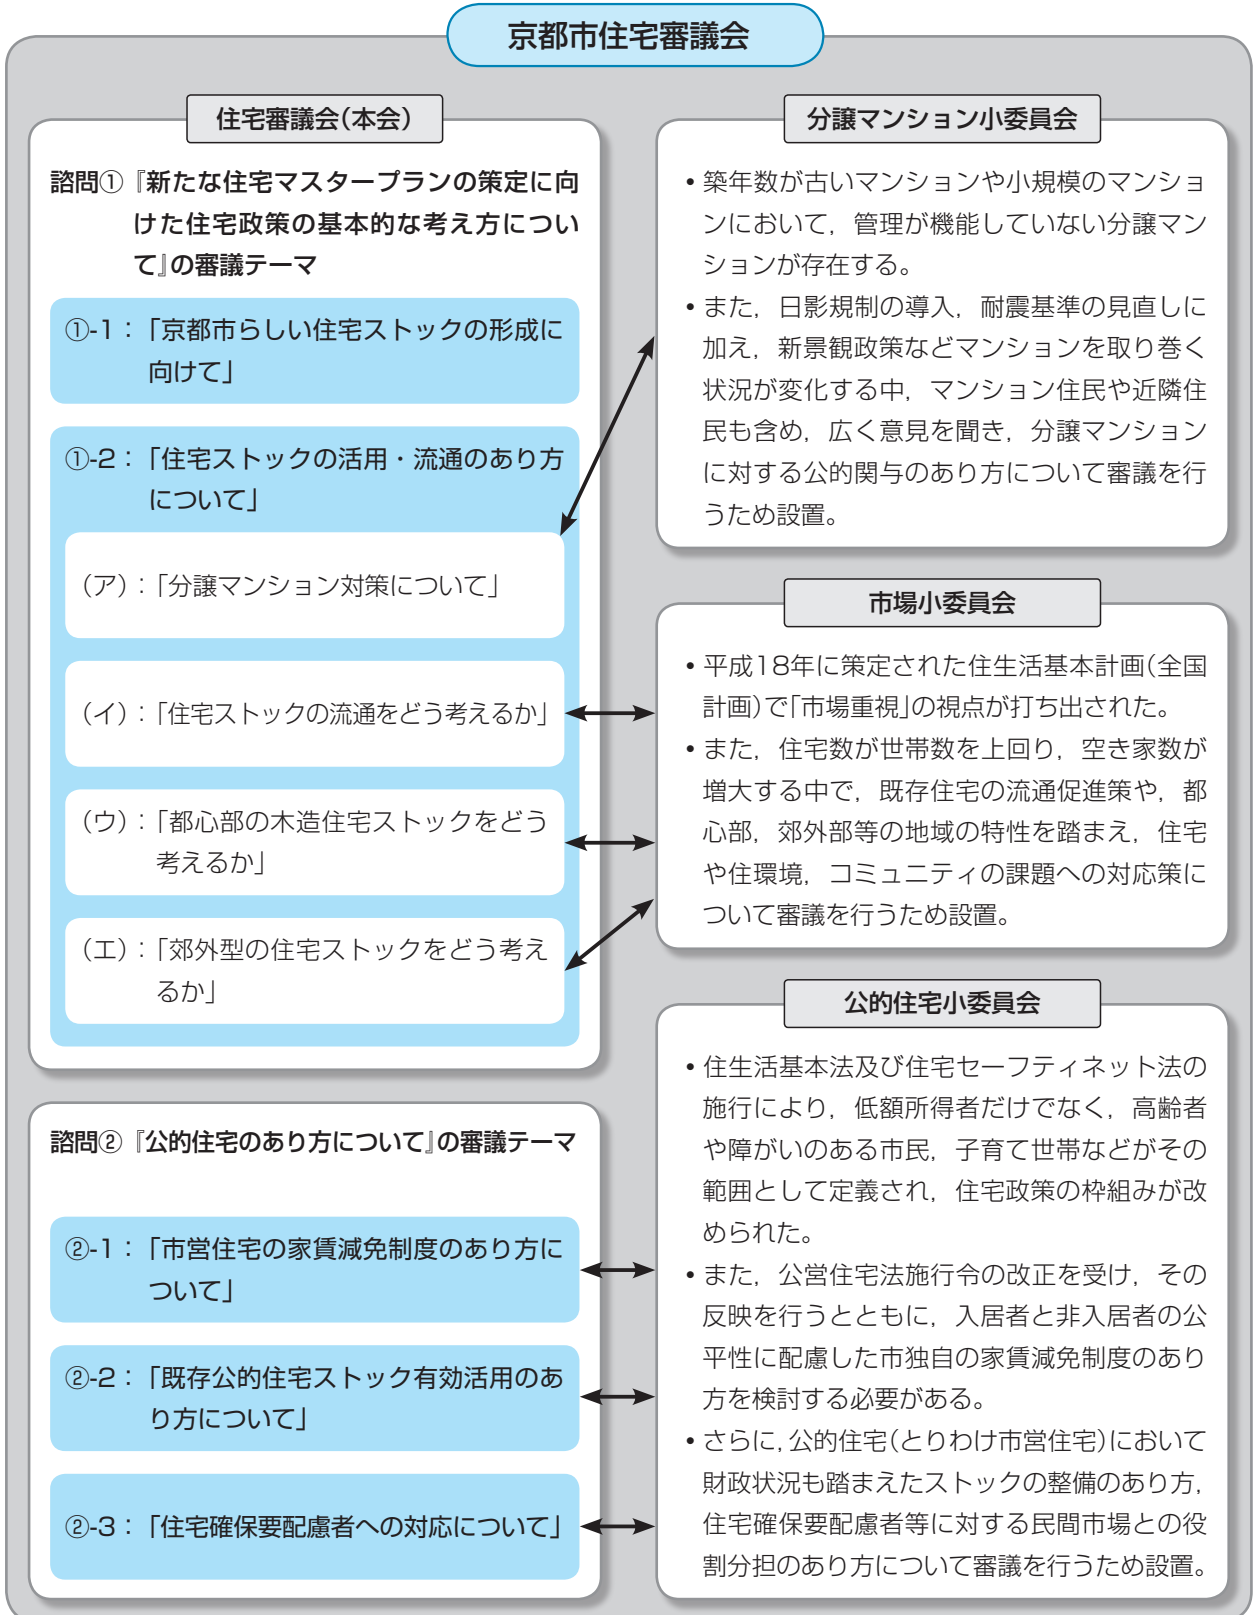 京都市住宅審議会
住宅審議会(本会)
諮問①『新たな住宅マスタープランの策定に向
けた住宅政策の基本的な考え方につい
て』の審議テーマ
①-1:「京都市らしい住宅ストックの形成に
向けて」
①-2:「住宅ストックの活用・流通のあり方
について」
(ア):「分譲マンション対策について」
(イ):「住宅ストックの流通をどう考えるか」
(ウ):「都心部の木造住宅ストックをどう
考えるか」
(エ):「郊外型の住宅ストックをどう考え
るか」
諮問②『公的住宅のあり方について』の審議テーマ
②-1:「市営住宅の家賃減免制度のあり方に
ついて」
②-2:「既存公的住宅ストック有効活用のあ
り方について」
②-3:「住宅確保要配慮者への対応について」
分譲マンション小委員会
•築年数が古いマンションや小規模のマンショ
ンにおいて,管理が機能していない分譲マン
ションが存在する。
•また,日影規制の導入,耐震基準の見直しに
加え,新景観政策などマンションを取り巻く
状況が変化する中,マンション住民や近隣住
民も含め,広く意見を聞き,分譲マンション
に対する公的関与のあり方について審議を行
うため設置。
市場小委員会
•平成18年に策定された住生活基本計画(全国
計画)で「市場重視」の視点が打ち出された。
•また,住宅数が世帯数を上回り,空き家数が
増大する中で,既存住宅の流通促進策や,都
心部,郊外部等の地域の特性を踏まえ,住宅
や住環境,コミュニティの課題への対応策に
ついて審議を行うため設置。
公的住宅小委員会
•住生活基本法及び住宅セーフティネット法の
施行により,低額所得者だけでなく,高齢者
や障がいのある市民,子育て世帯などがその
範囲として定義され,住宅政策の枠組みが改
められた。
•また,公営住宅法施行令の改正を受け,その
反映を行うとともに,入居者と非入居者の公
平性に配慮した市独自の家賃減免制度のあり
方を検討する必要がある。
•さらに,公的住宅(とりわけ市営住宅)において
財政状況も踏まえたストックの整備のあり方,
住宅確保要配慮者等に対する民間市場との役
割分担のあり方について審議を行うため設置。